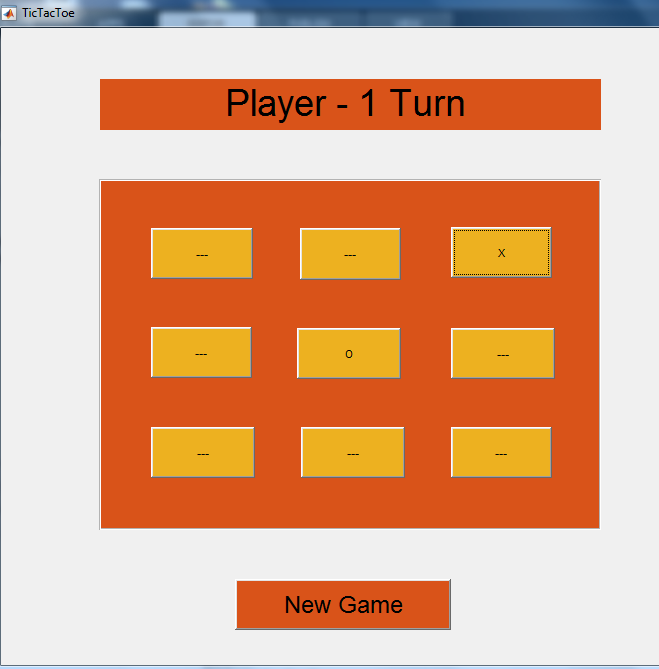 TicTacToe
Player - 1 Turn
--- --- X
--- O ---
--- --- ---
New Game